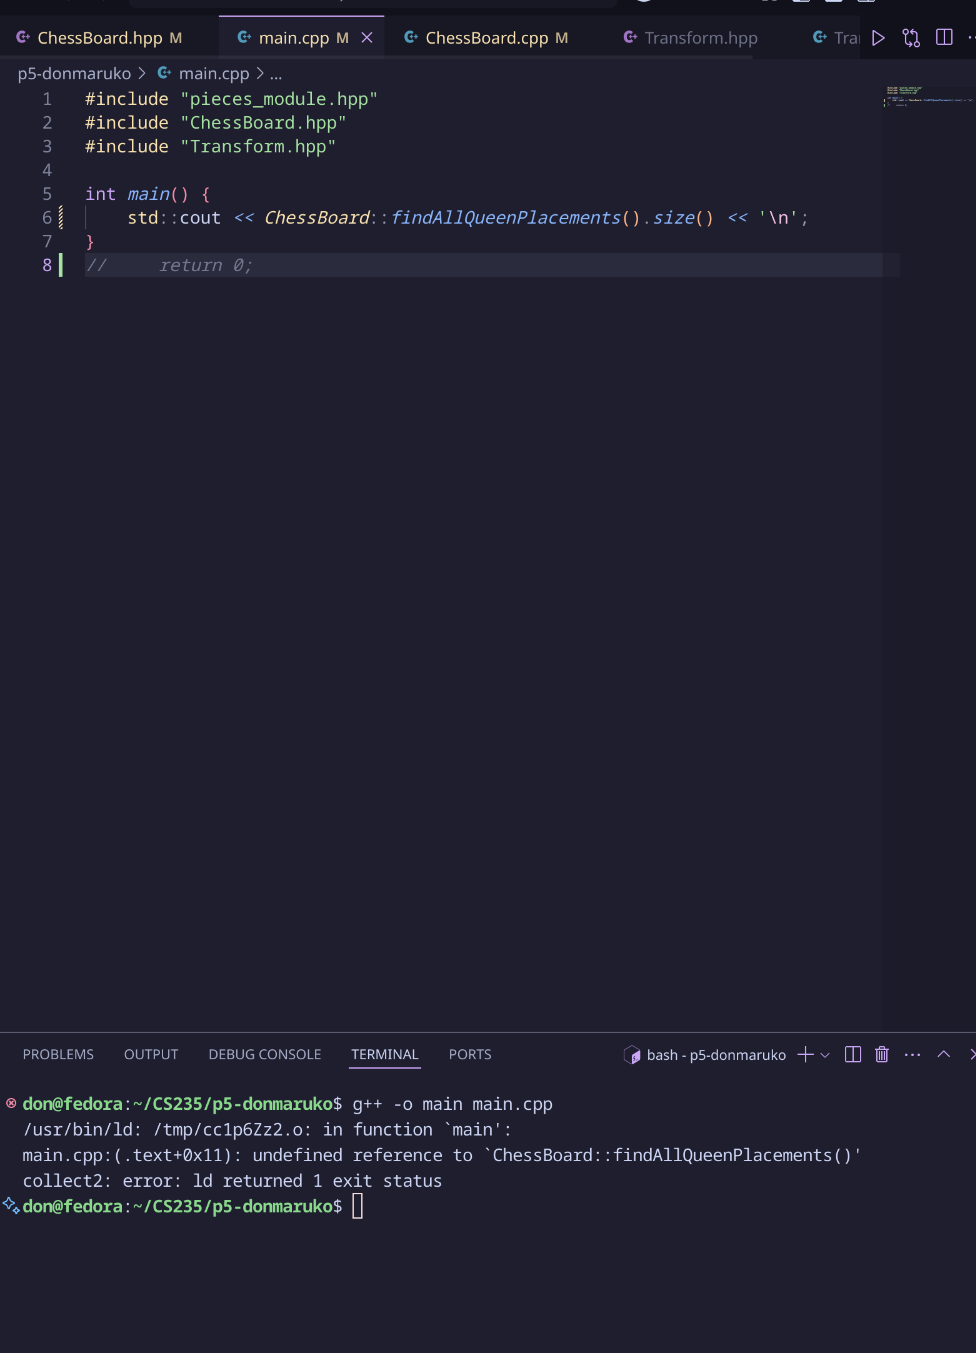 ChessBoard.hpp M
main.cpp M
ChessBoard.cpp M
Transform.hpp
p5-donmaruko > main.cpp > ...
1 #include "pieces_module.hpp"
2 #include "ChessBoard.hpp"
3 #include "Transform.hpp"
4
5 int main() {
6 std::cout << ChessBoard::findAllQueenPlacements().size() << '\n';
7 }
8 // return 0;
PROBLEMS OUTPUT DEBUG CONSOLE TERMINAL PORTS
bash - p5-donmaruko
don@fedora:~/CS235/p5-donmaruko$ g++ -o main main.cpp
/usr/bin/ld: /tmp/cc1p6Zz2.o: in function `main':
main.cpp:(.text+0x11): undefined reference to `ChessBoard::findAllQueenPlacements()'
collect2: error: ld returned 1 exit status
don@fedora:~/CS235/p5-donmaruko$